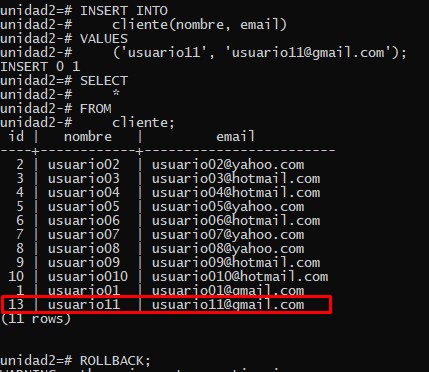 unidad2=# INSERT INTO
unidad2-#     cliente(nombre, email)
unidad2-# VALUES
unidad2-#     ('usuario11', 'usuario11@gmail.com');
INSERT 0 1
unidad2=# SELECT
unidad2-#     *
unidad2-# FROM
unidad2-#     cliente;
 id |  nombre   |         email
----+-----------+------------------------
  2 | usuario02 | usuario02@yahoo.com
  3 | usuario03 | usuario03@hotmail.com
  4 | usuario04 | usuario04@hotmail.com
  5 | usuario05 | usuario05@yahoo.com
  6 | usuario06 | usuario06@hotmail.com
  7 | usuario07 | usuario07@yahoo.com
  8 | usuario08 | usuario08@yahoo.com
  9 | usuario09 | usuario09@hotmail.com
 10 | usuario010 | usuario010@hotmail.com
  1 | usuario01 | usuario01@gmail.com
 13 | usuario11 | usuario11@gmail.com
(11 rows)
unidad2=# ROLLBACK;